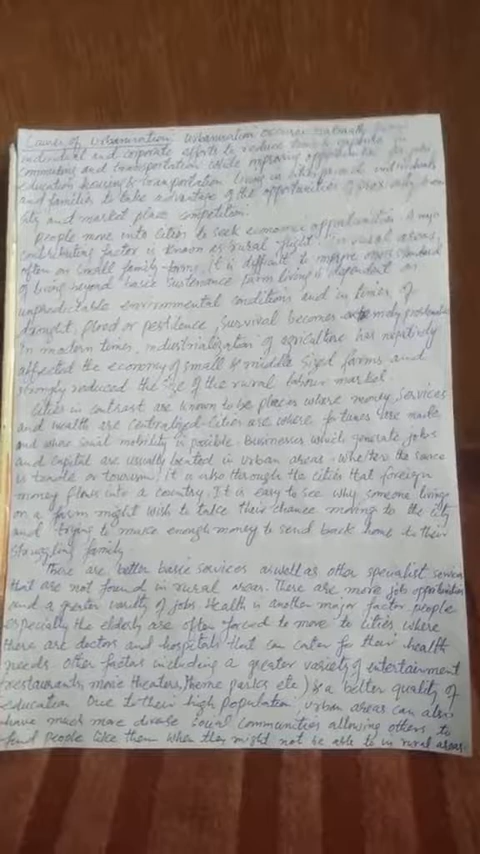 Causes of urbanisation Urbanisation occurs naturally from
individual and corporate efforts to reduce time & expense in
commuting and transportation while improving opportunities for jobs
education housing & transportation living in cities permit individuals
and families to take advantage of the opportunities of proximity
and market place competition.
People move into cities to seek economic opportunities. A major
contributing factor is known as rural-flight. In rural areas,
often on small family-farms, it is difficult to improve one's standard
of living beyond basic sustenance farm living is dependent on
unpredictable environmental conditions and in times of
drought, flood or pestilence, survival becomes extremely problematic
In modern times, industrialization of agriculture has negatively
affected the economy of small & middle sized farms and
strongly reduced the size of the rural labour market.
Cities in contrast are known to be places where money, services
and wealth are centralized cities are where fortunes are made
and where social mobility is possible. Businesses which generate jobs
and capital are usually located in urban areas. Whether the source
is trade or tourism, it is also through the cities that foreign
money flows into a country. It is easy to see why someone living
on a farm might wish to take their chance moving to the city
and trying to make enough money to send back home to their
struggling family.
There are better basic services as well as other specialist services
that are not found in rural areas. There are more job opportunities
and a greater variety of jobs Health is another major factor people
especially the elderly are often forced to move to cities where
there are doctors and hospitals that can cater for their health
needs other factors including a greater variety of entertainment
(restaurants, movie theaters, theme parks etc) & a better quality of
education Due to their high population, urban areas can also
have much more diverse social communities allowing others to
find people like them when they might not be able to in rural areas.